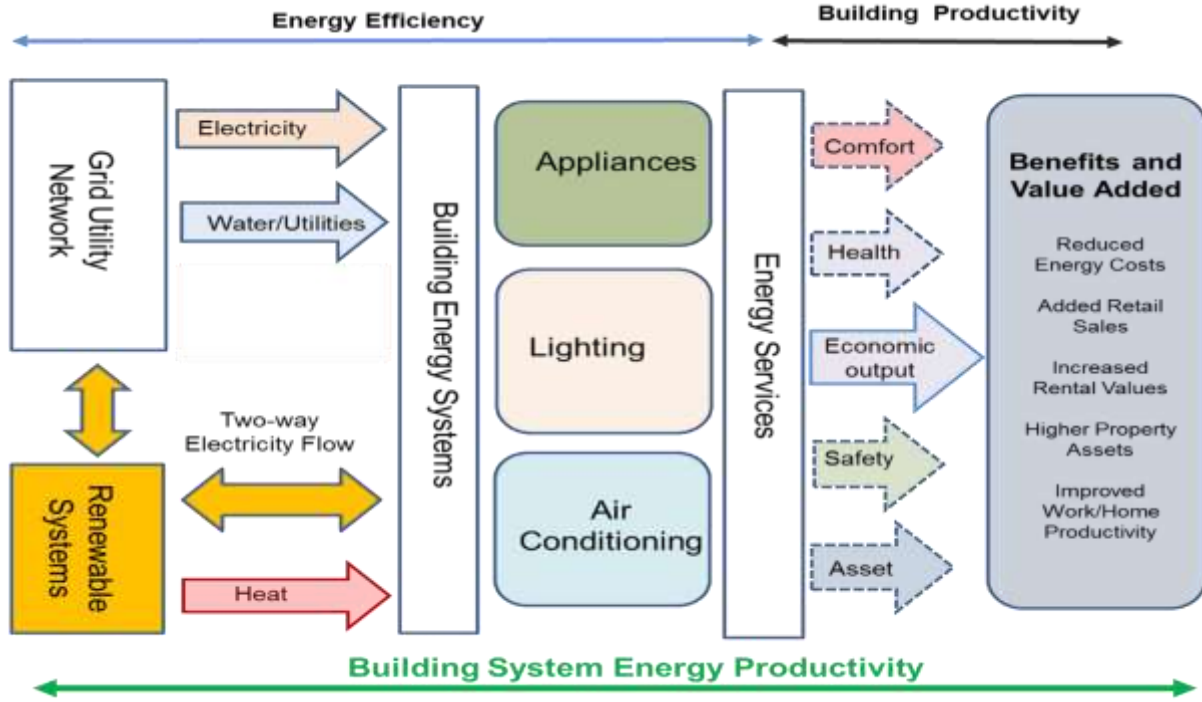 Energy Efficiency
Building Productivity
Grid Utility
Network
Electricity
Water/Utilities
Two-way
Electricity Flow
Renewable
Systems
Heat
Building Energy Systems
Appliances
Lighting
Air
Conditioning
Energy Services
Comfort
Health
Economic
output
Safety
Asset
Benefits and
Value Added
Reduced
Energy Costs
Added Retail
Sales
Increased
Rental Values
Higher Property
Assets
Improved
Work/Home
Productivity
Building System Energy Productivity